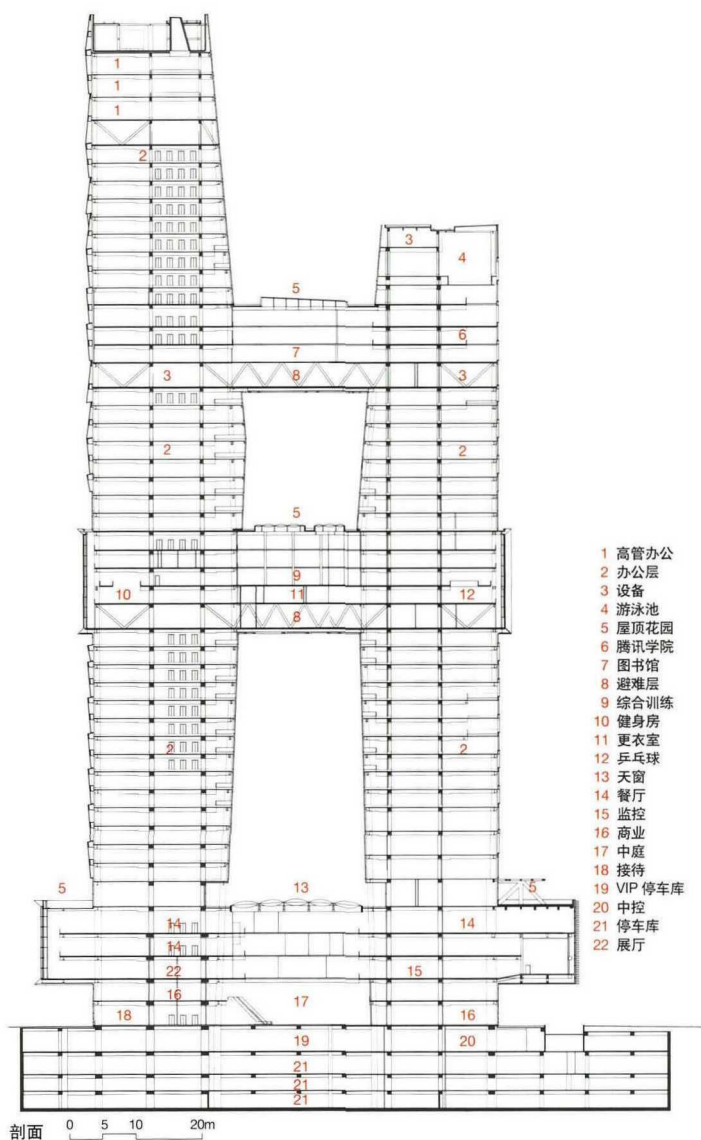 1
1
1
2
3
4
5
6
7
3
8
3
2
2
5
9
10
11
12
8
2
2
5
13
5
14
14
14
22
15
16
17
18
16
19
20
21
21
21
1 高管办公
2 办公层
3 设备
4 游泳池
5 屋顶花园
6 腾讯学院
7 图书馆
8 避难层
9 综合训练
10 健身房
11 更衣室
12 乒乓球
13 天窗
14 餐厅
15 监控
16 商业
17 中庭
18 接待
19 VIP 停车库
20 中控
21 停车库
22 展厅
剖面 0 5 10 20m